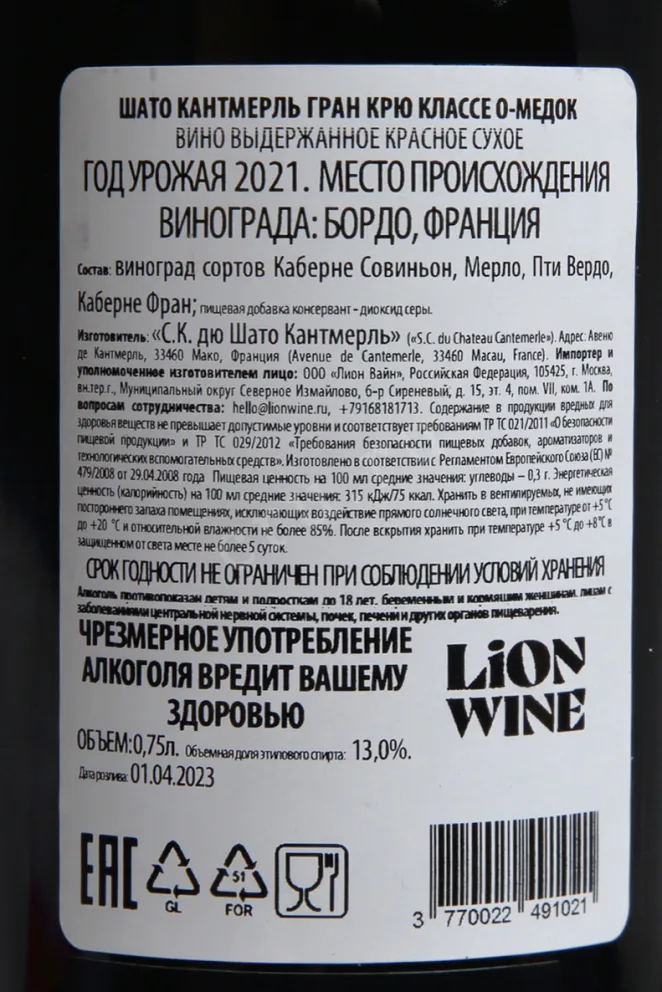 ШАТО КАНТМЕРЛЬ ГРАН КРЮ КЛАССЕ О-МЕДОК
ВИНО ВЫДЕРЖАННОЕ КРАСНОЕ СУХОЕ
ГОД УРОЖАЯ 2021. МЕСТО ПРОИСХОЖДЕНИЯ
ВИНОГРАДА: БОРДО, ФРАНЦИЯ
Состав: виноград сортов Каберне Совиньон, Мерло, Пти Вердо,
Каберне Фран; пищевая добавка консервант - диоксид серы.
Изготовитель: «С.К. дю Шато Кантмерль» («S.C. du Chateau Cantemerle»). Адрес: Авеню
де Кантмерль, 33460 Мако, Франция (Avenue de Cantemerle, 33460 Macau, France). Импортер и
уполномоченное изготовителем лицо: ООО «Лион Вайн», Российская Федерация, 105425, г. Москва,
вн.тер.г., Муниципальный округ Северное Измайлово, б-р Сиреневый, д. 15, эт. 4, пом. VII, ком. 1А. По
вопросам сотрудничества: hello@lionwine.ru, +79168181713. Содержание в продукции вредных для
здоровья веществ не превышает допустимые уровни и соответствует требованиям ТР ТС 021/2011 «О безопасности
пищевой продукции» и ТР ТС 029/2012 «Требования безопасности пищевых добавок, ароматизаторов и
технологических вспомогательных средств». Изготовлено в соответствии с Регламентом Европейского Союза (ЕС) №
479/2008 от 29.04.2008 года Пищевая ценность на 100 мл средние значения: углеводы – 0,3 г. Энергетическая
ценность (калорийность) на 100 мл средние значения: 315 кДж/75 ккал. Хранить в вентилируемых, не имеющих
постороннего запаха помещениях, исключающих воздействие прямого солнечного света, при температуре от +5 °С
до +20 °С и относительной влажности не более 85%. После вскрытия хранить при температуре +5 °С до +8°С в
защищенном от света месте не более 5 суток.
СРОК ГОДНОСТИ НЕ ОГРАНИЧЕН ПРИ СОБЛЮДЕНИИ УСЛОВИЙ ХРАНЕНИЯ
Алкоголь противопоказан детям и подросткам до 18 лет, беременным и кормящим женщинам, лицам с
заболеваниями центральной нервной системы, почек, печени и других органов пищеварения.
ЧРЕЗМЕРНОЕ УПОТРЕБЛЕНИЕ
АЛКОГОЛЯ ВРЕДИТ ВАШЕМУ
ЗДОРОВЬЮ
LiON
WINE
ОБЪЕМ:0,75л. Объемная доля этилового спирта: 13,0%.
Дата розлива: 01.04.2023
EAC
GL
51
FOR
3 770022 491021